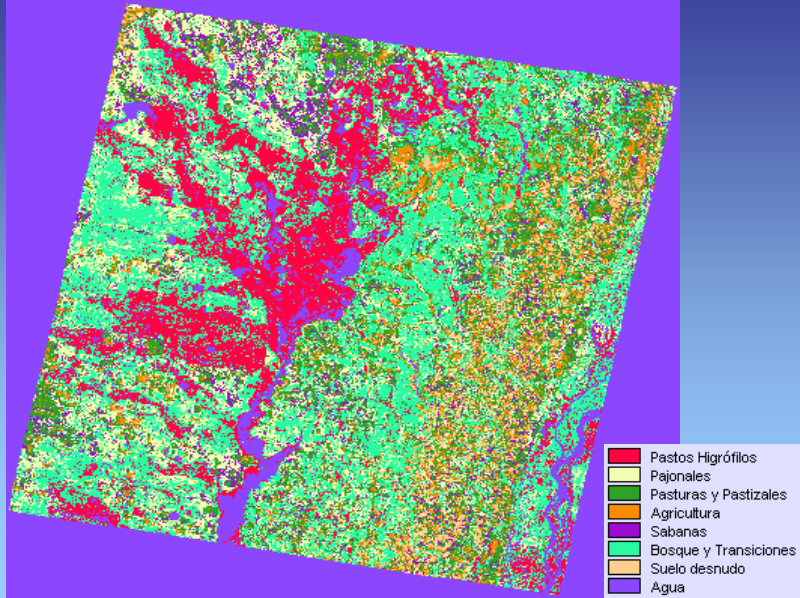 Pastos Higrófilos
Pajonales
Pasturas y Pastizales
Agricultura
Sabanas
Bosque y Transiciones
Suelo desnudo
Agua